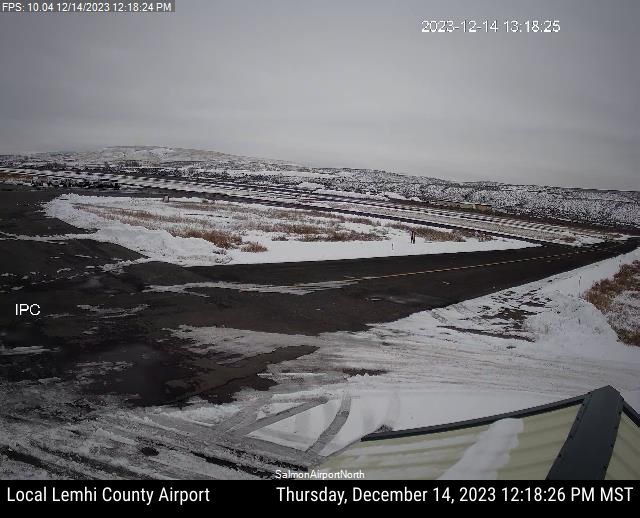 FPS: 10.04 12/14/2023 12:18:24 PM
2023-12-14 13:18:25
IPC
SalmonAirportNorth
Local Lemhi County Airport Thursday, December 14, 2023 12:18:26 PM MST